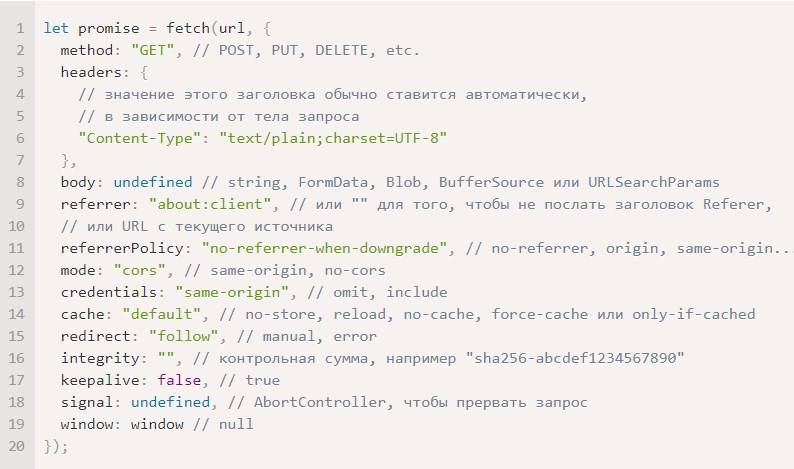 1 let promise = fetch(url, {
2   method: "GET", // POST, PUT, DELETE, etc.
3   headers: {
4     // значение этого заголовка обычно ставится автоматически,
5     // в зависимости от тела запроса
6     "Content-Type": "text/plain;charset=UTF-8"
7   },
8   body: undefined // string, FormData, Blob, BufferSource или URLSearchParams
9   referrer: "about:client", // или "" для того, чтобы не послать заголовок Referer,
10   // или URL с текущего источника
11   referrerPolicy: "no-referrer-when-downgrade", // no-referrer, origin, same-origin...
12   mode: "cors", // same-origin, no-cors
13   credentials: "same-origin", // omit, include
14   cache: "default", // no-store, reload, no-cache, force-cache или only-if-cached
15   redirect: "follow", // manual, error
16   integrity: "", // контрольная сумма, например "sha256-abcdef1234567890"
17   keepalive: false, // true
18   signal: undefined, // AbortController, чтобы прервать запрос
19   window: window // null
20 });